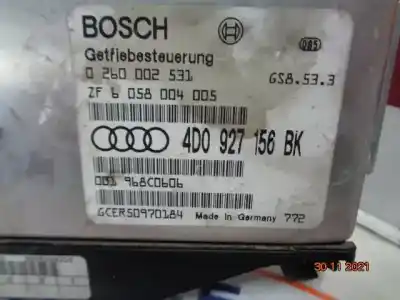 BOSCH
Getriebesteuerung
0 260 002 531 GS8.53.3
ZF 6 058 004 005
4D0 927 156 BK
001 968C0606
GCERS0970184 Made in Germany 772
30 11 2021